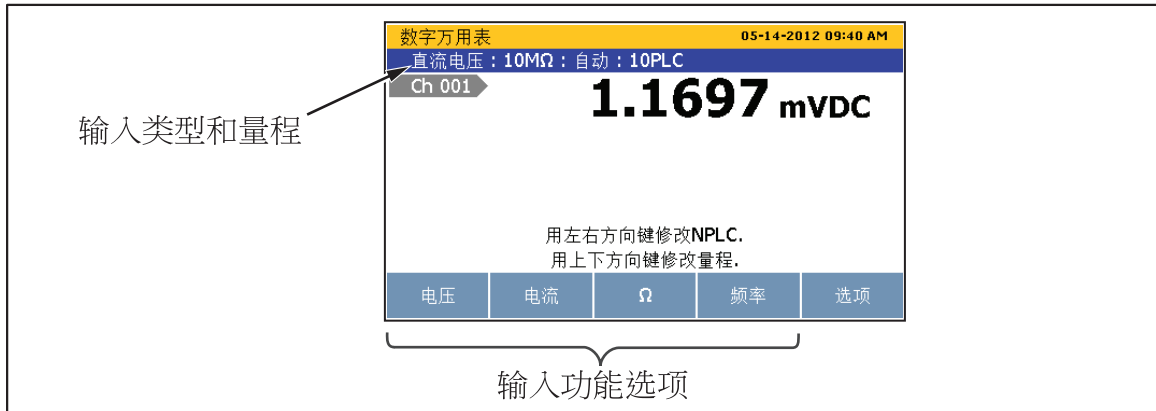 数字万用表 05-14-2012 09:40 AM
直流电压：10MΩ：自动：10PLC
Ch 001
1.1697 mVDC
输入类型和量程
用左右方向键修改NPLC.
用上下方向键修改量程.
电压 电流 Ω 频率 选项
输入功能选项